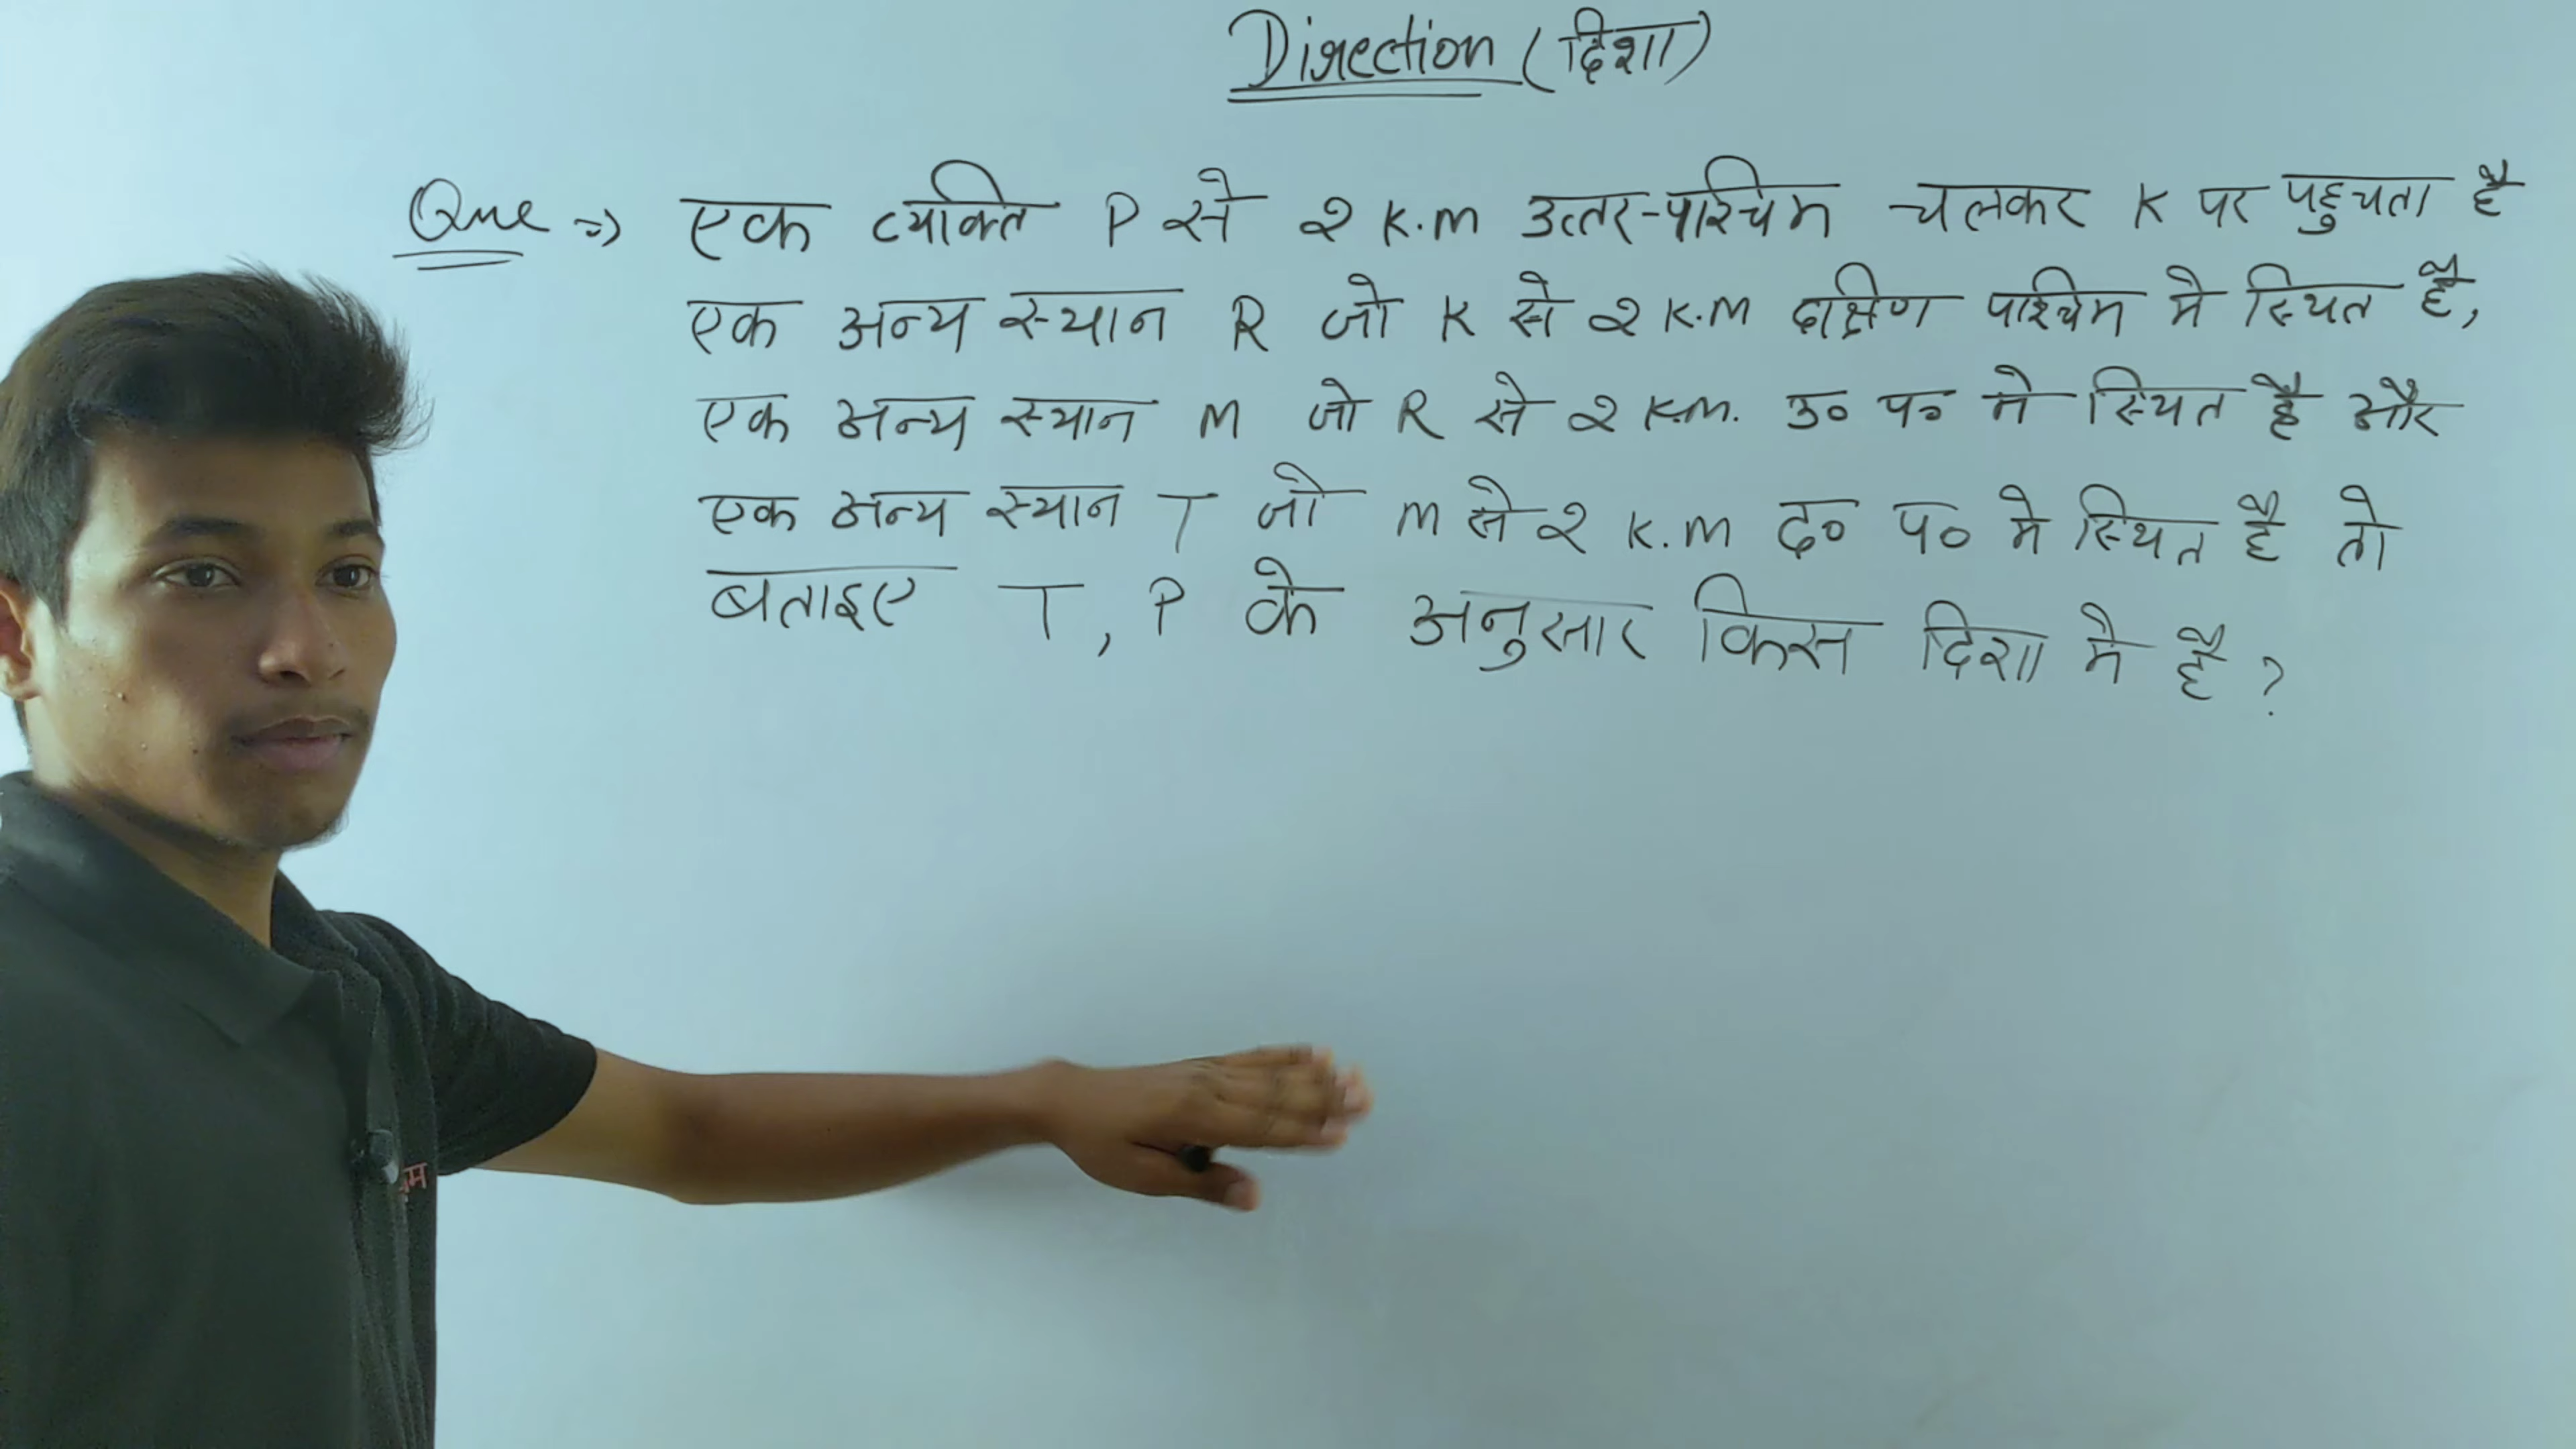 Direction (दिशा)
Que => एक व्यक्ति P से 2 K.M उत्तर-पश्चिम चलकर K पर पहुचता है
एक अन्य स्थान R जो K से 2 K.M दक्षिण पश्चिम मे स्थित है,
एक अन्य स्थान M जो R से 2 K.M. उ० प० मे स्थित है और
एक अन्य स्थान T जो M से 2 K.M द० प० मे स्थित है तो
बताइए T, P के अनुसार किस दिशा मे है ?